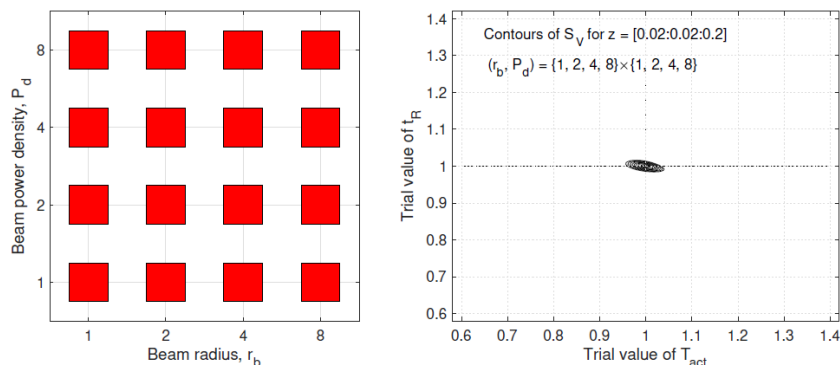 Beam power density, P_d
8
4
2
1
1 2 4 8
Beam radius, r_b
Contours of S_V for z = [0.02:0.02:0.2]
(r_b, P_d) = {1, 2, 4, 8}×{1, 2, 4, 8}
Trial value of t_R
1.4
1.3
1.2
1.1
1
0.9
0.8
0.7
0.6
0.6 0.7 0.8 0.9 1 1.1 1.2 1.3 1.4
Trial value of T_act